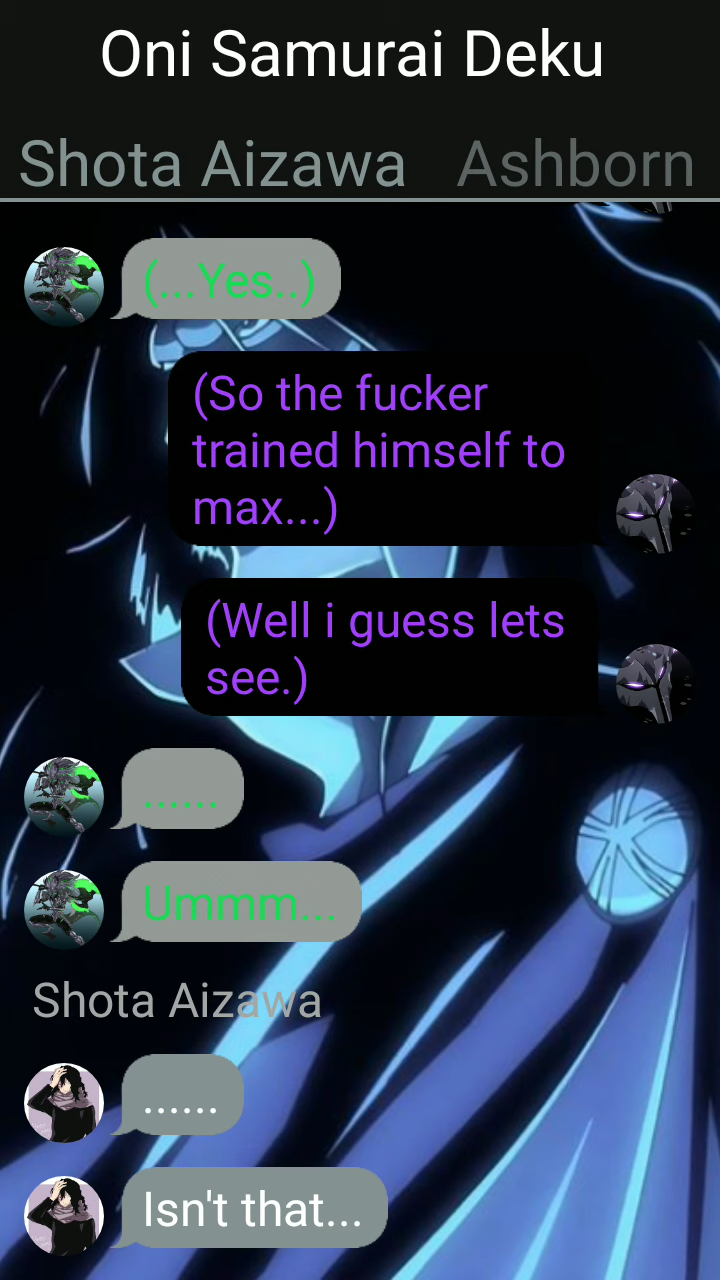 Oni Samurai Deku
Shota Aizawa Ashborn
(...Yes..)
(So the fucker
trained himself to
max...)
(Well i guess lets
see.)
......
Ummm...
Shota Aizawa
......
Isn't that...